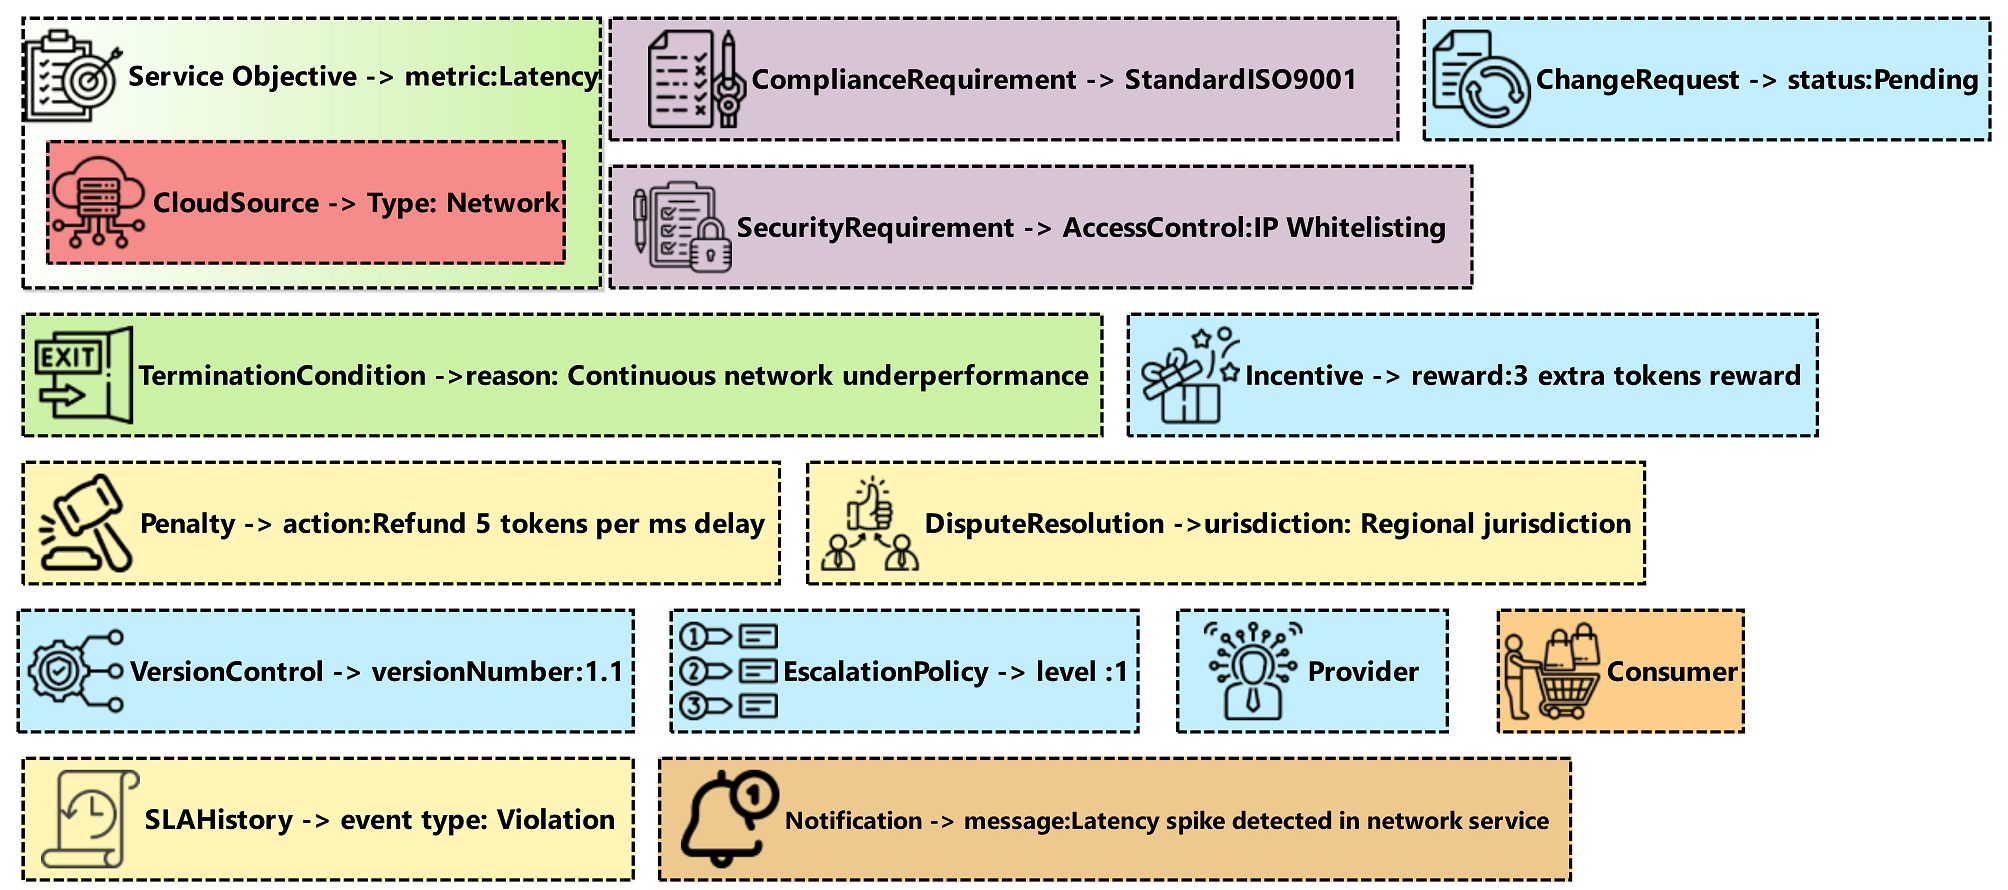 Service Objective -> metric:Latency
ComplianceRequirement -> StandardISO9001
ChangeRequest -> status:Pending
CloudSource -> Type: Network
SecurityRequirement -> AccessControl:IP Whitelisting
EXIT
TerminationCondition ->reason: Continuous network underperformance
Incentive -> reward:3 extra tokens reward
Penalty -> action:Refund 5 tokens per ms delay
DisputeResolution ->urisdiction: Regional jurisdiction
VersionControl -> versionNumber:1.1
1
2
3
EscalationPolicy -> level :1
Provider
Consumer
SLAHistory -> event type: Violation
1
Notification -> message:Latency spike detected in network service